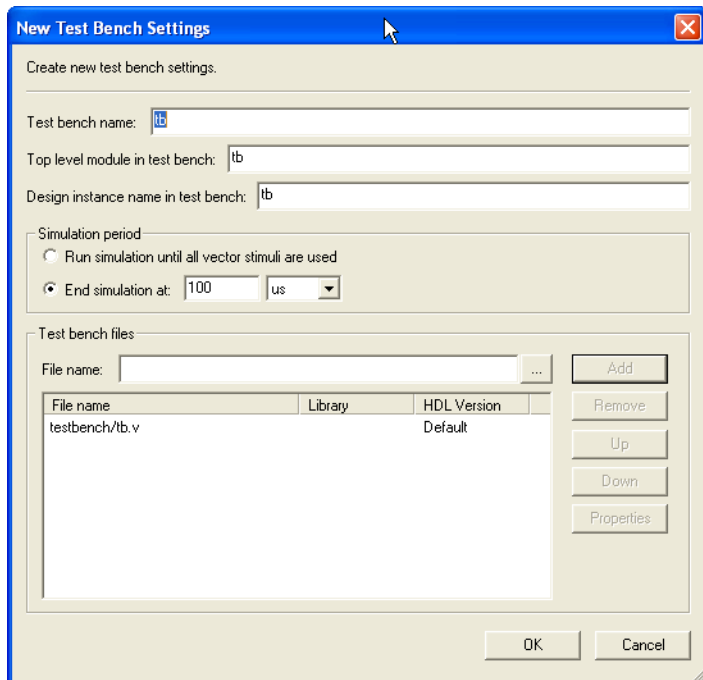 New Test Bench Settings
Create new test bench settings.
Test bench name: tb
Top level module in test bench: tb
Design instance name in test bench: tb
Simulation period
Run simulation until all vector stimuli are used
End simulation at: 100 us
Test bench files
File name: ... Add
File name Library HDL Version
testbench/tb.v Default
Remove
Up
Down
Properties
OK Cancel